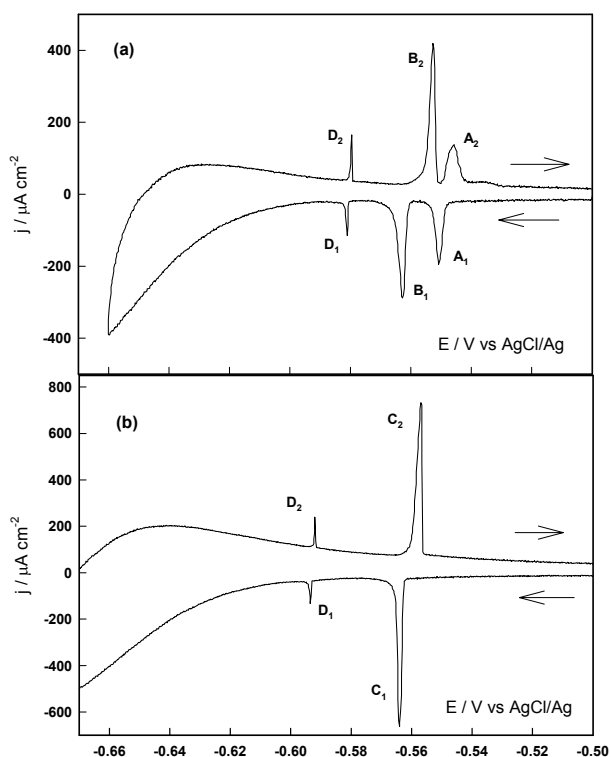 (a)
400
200
0
-200
-400
j / µA cm⁻²
B₂
D₂
A₂
D₁
A₁
B₁
E / V vs AgCl/Ag
(b)
800
600
400
200
0
-200
-400
-600
j / µA cm⁻²
C₂
D₂
D₁
C₁
E / V vs AgCl/Ag
-0.66 -0.64 -0.62 -0.60 -0.58 -0.56 -0.54 -0.52 -0.50